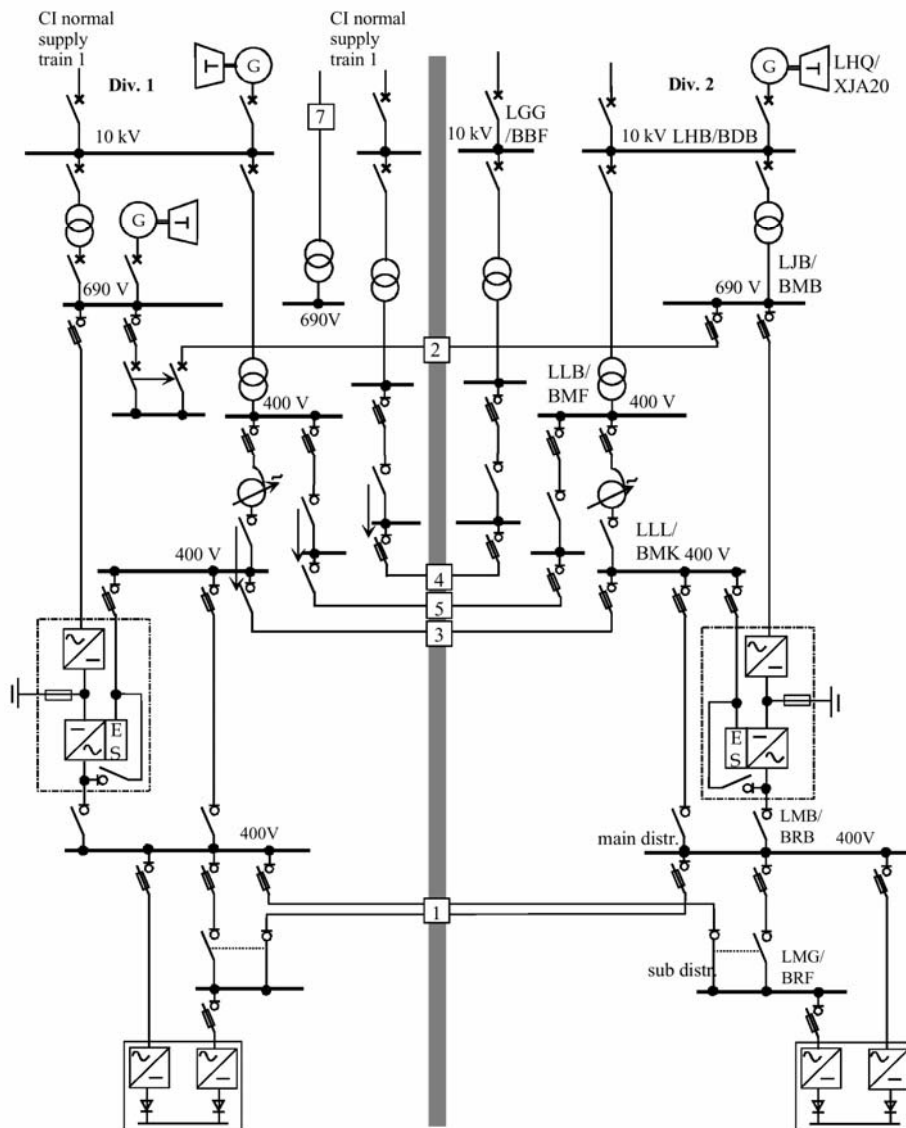 CI normal
supply
train 1
Div. 1
T
G
CI normal
supply
train 1
7
10 kV
LGG
/BBF
10 kV
Div. 2
G
T
LHQ/
XJA20
10 kV
LHB/BDB
G
T
690 V
690V
690 V
LJB/
BMB
2
LLB/
BMF
400 V
400 V
LLL/
BMK
400 V
400 V
4
5
3
E
S
E
S
LMB/
BRB
400V
main distr.
400V
1
sub distr.
LMG/
BRF